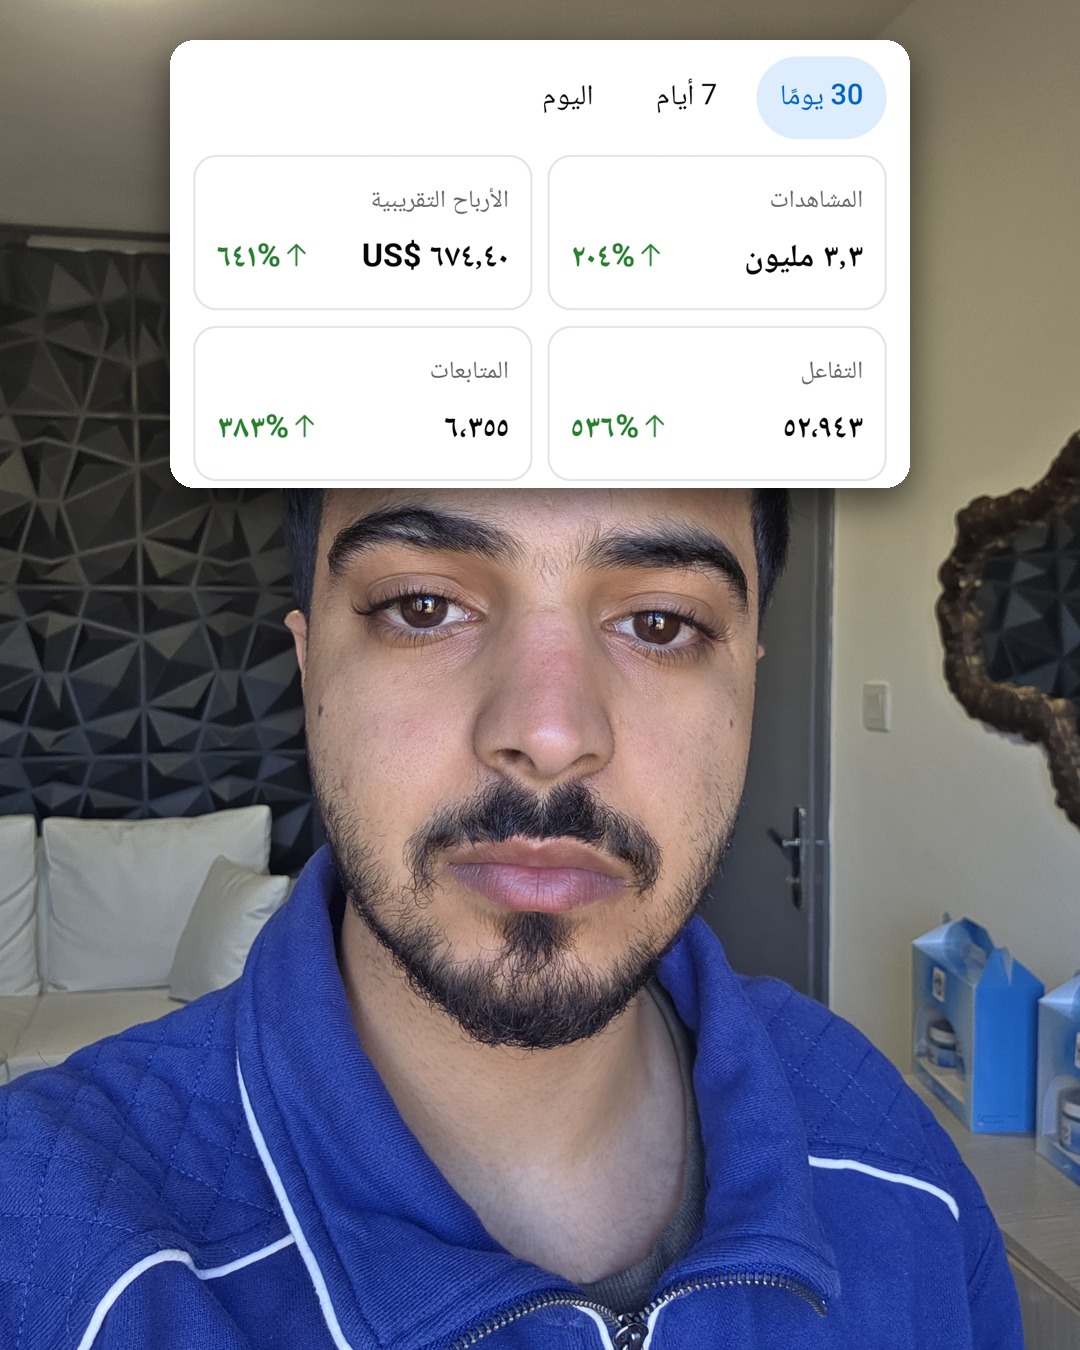 30 يومًا
7 أيام
اليوم
المشاهدات
٣,٣ مليون
↑ ٢٠٤%
الأرباح التقريبية
US$ ٦٧٤,٤٠
↑ ٦٤١%
التفاعل
٥٢،٩٤٣
↑ ٥٣٦%
المتابعات
٦،٣٥٥
↑ ٣٨٣%